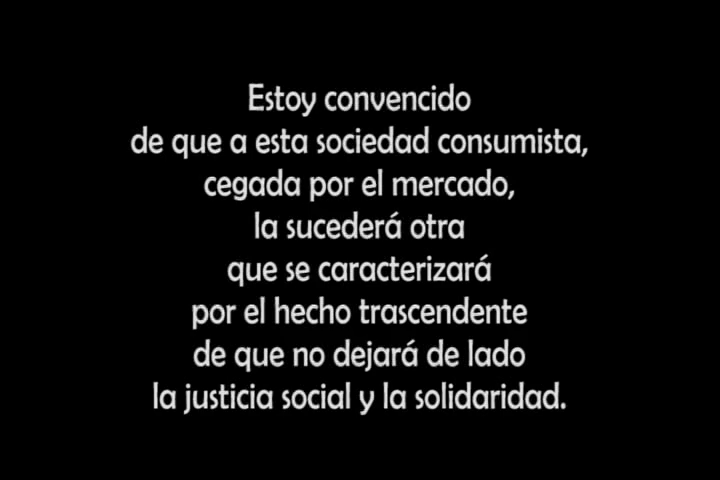 Estoy convencido
de que a esta sociedad consumista,
cegada por el mercado,
la sucederá otra
que se caracterizará
por el hecho trascendente
de que no dejará de lado
la justicia social y la solidaridad.